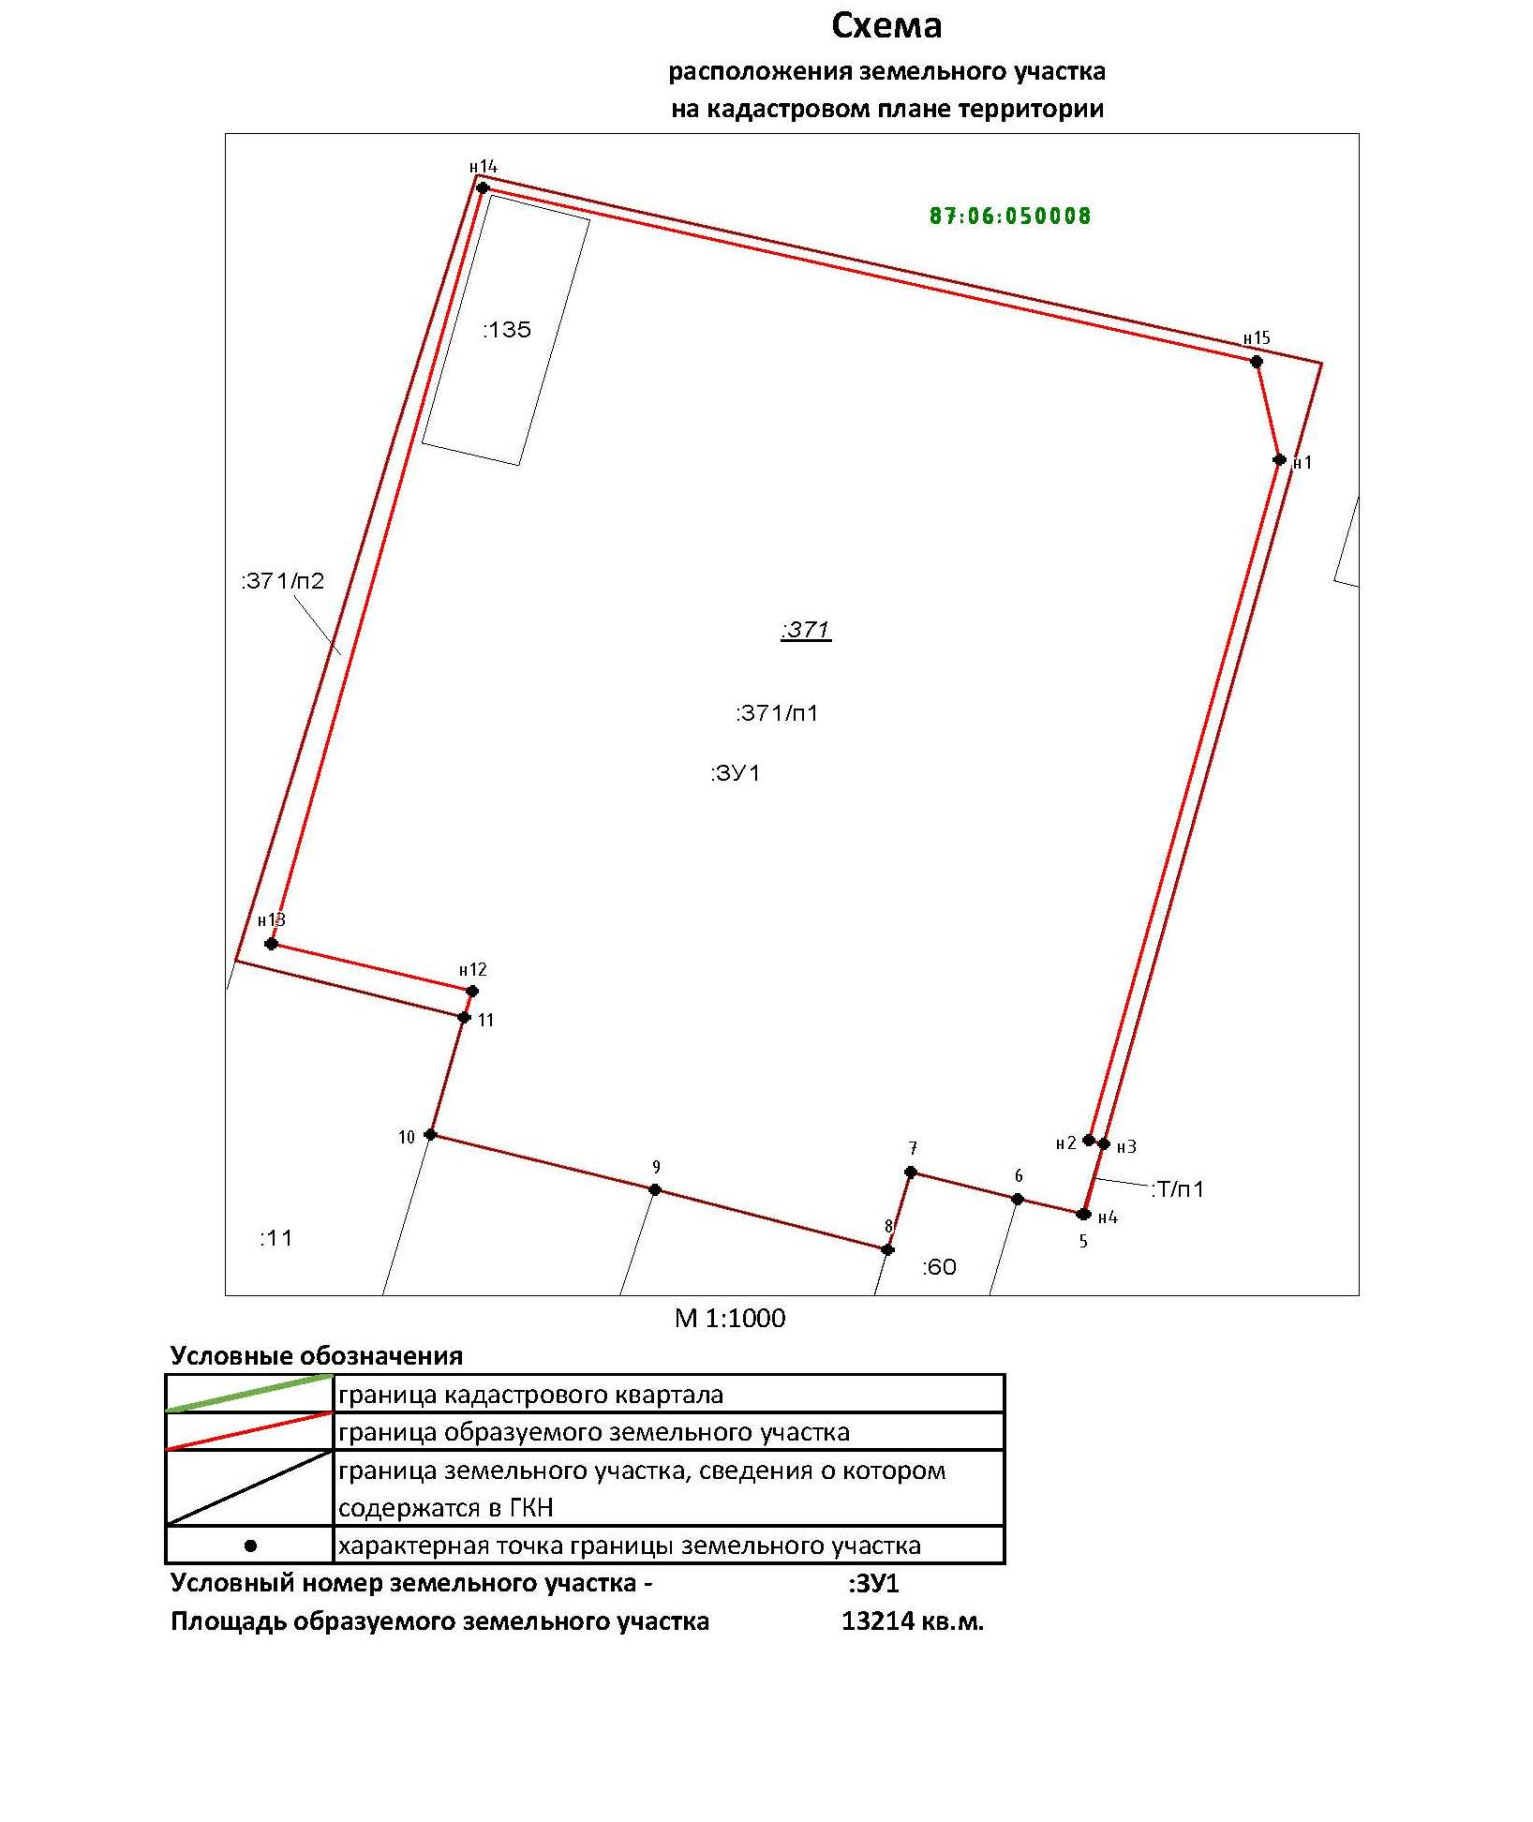 Схема
расположения земельного участка
на кадастровом плане территории
н14
87:06:050008
:135
н15
н1
:371/п2
:371
:371/п1
:ЗУ1
н13
н12
11
10
н2
н3
7
9
6
:Т/п1
н4
8
5
:11
:60
М 1:1000
Условные обозначения
граница кадастрового квартала
граница образуемого земельного участка
граница земельного участка, сведения о котором
содержатся в ГКН
характерная точка границы земельного участка
Условный номер земельного участка - :ЗУ1
Площадь образуемого земельного участка 13214 кв.м.